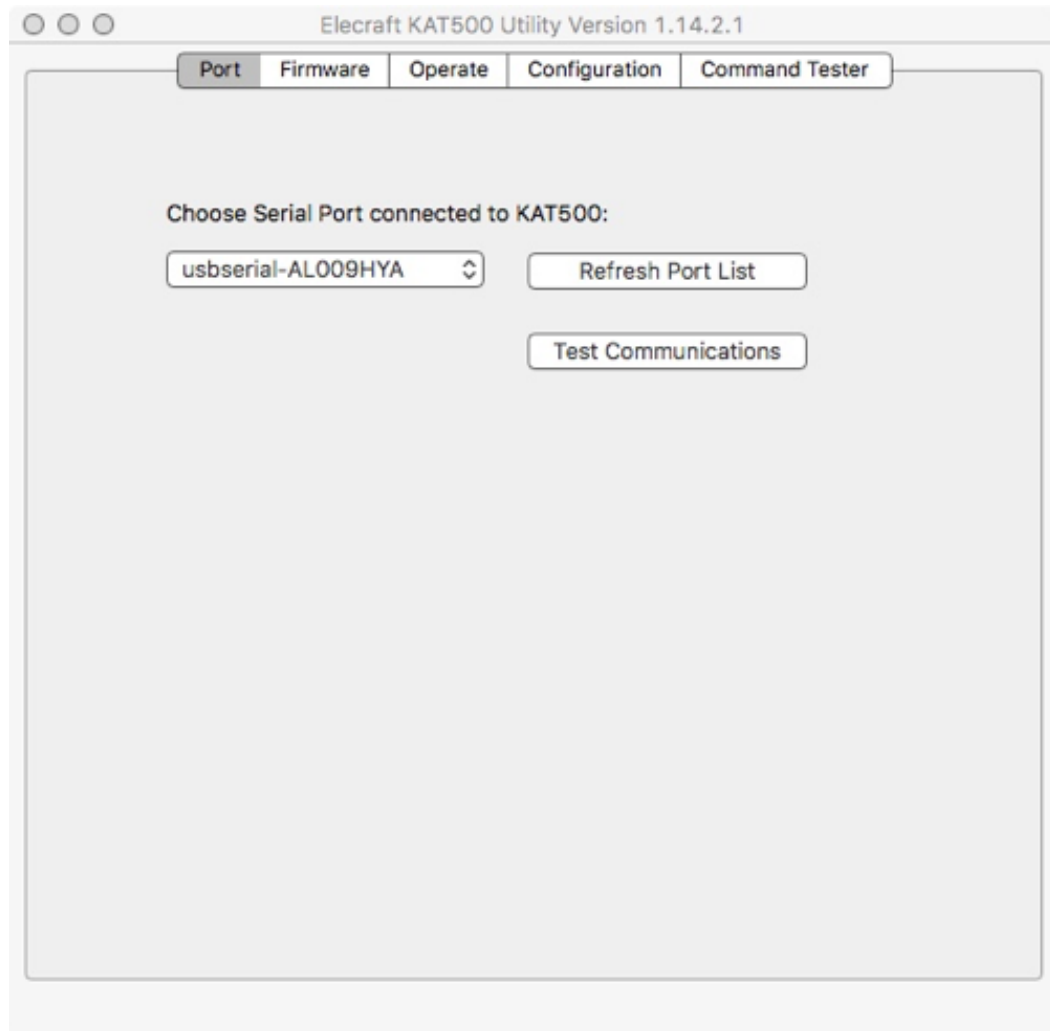 Elecraft KAT500 Utility Version 1.14.2.1
Port Firmware Operate Configuration Command Tester
Choose Serial Port connected to KAT500:
usbserial-AL009HYA Refresh Port List
Test Communications